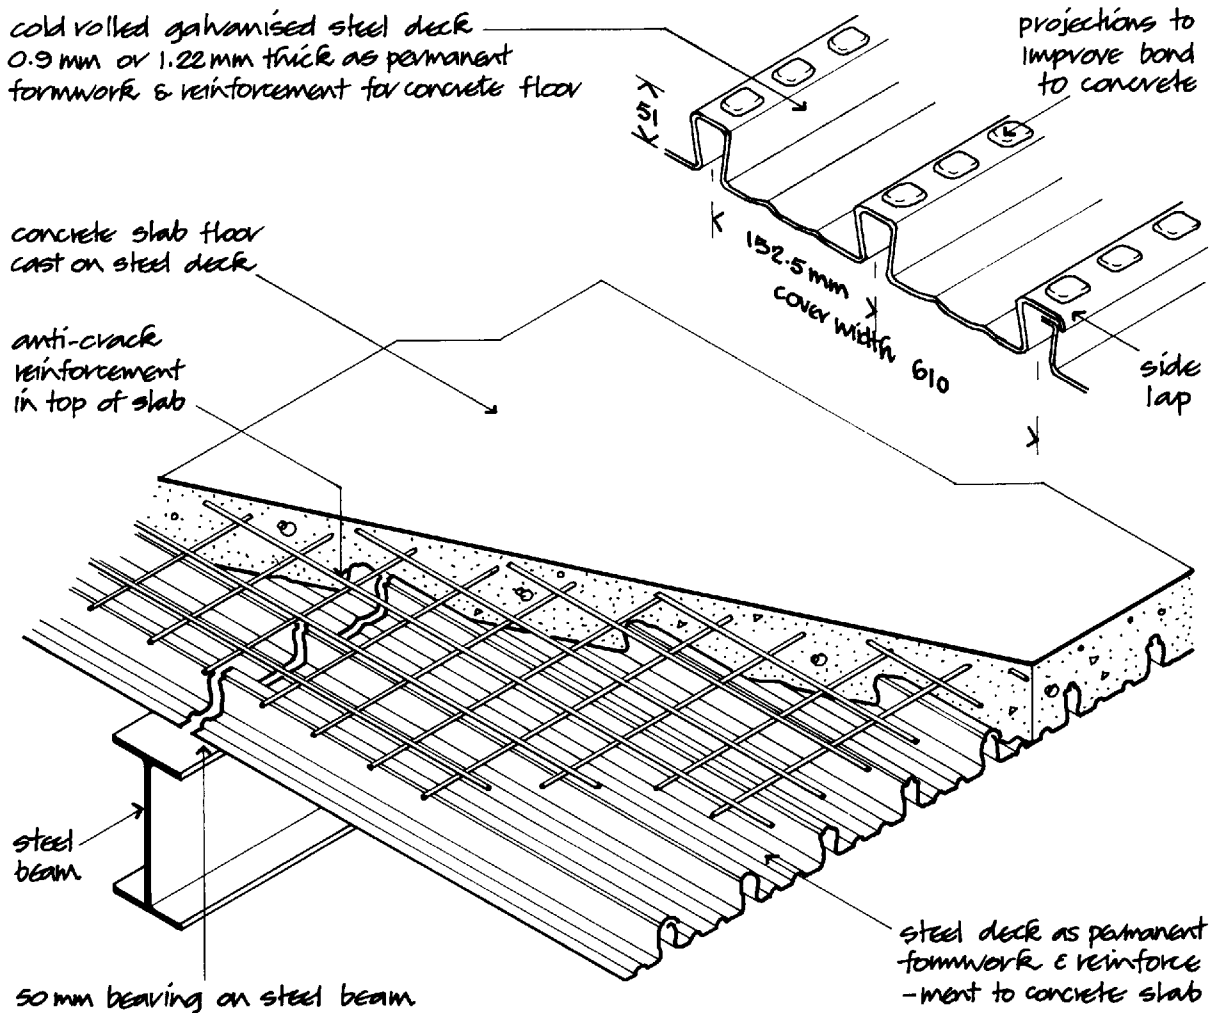 cold rolled galvanised steel deck
0.9 mm or 1.22 mm thick as permanent
formwork & reinforcement for concrete floor
projections to
improve bond
to concrete
51
concrete slab floor
cast on steel deck
152.5 mm
cover width 610
anti-crack
reinforcement
in top of slab
side
lap
steel
beam
steel deck as permanent
formwork & reinforce
-ment to concrete slab
50 mm bearing on steel beam